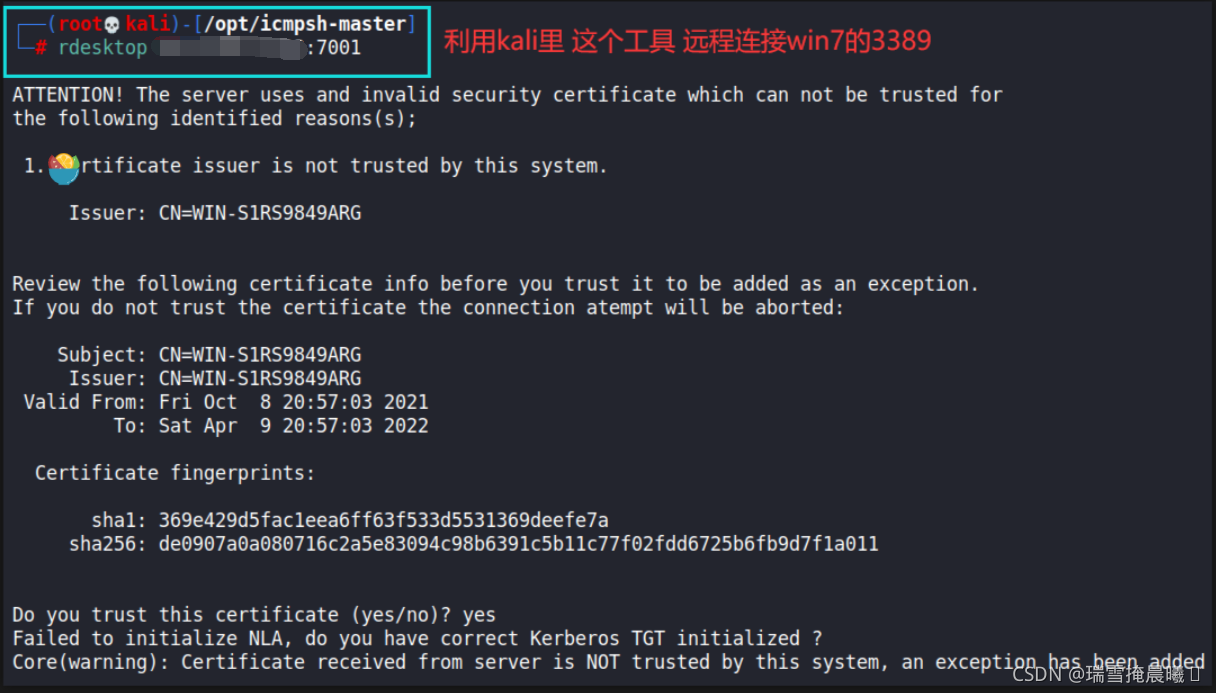 ┌──(root💀kali)-[/opt/icmpsh-master]
└─# rdesktop :7001
利用kali里 这个工具 远程连接win7的3389
ATTENTION! The server uses and invalid security certificate which can not be trusted for
the following identified reasons(s);
1. rtificate issuer is not trusted by this system.
Issuer: CN=WIN-S1RS9849ARG
Review the following certificate info before you trust it to be added as an exception.
If you do not trust the certificate the connection atempt will be aborted:
Subject: CN=WIN-S1RS9849ARG
Issuer: CN=WIN-S1RS9849ARG
Valid From: Fri Oct  8 20:57:03 2021
To: Sat Apr  9 20:57:03 2022
Certificate fingerprints:
sha1: 369e429d5fac1eea6ff63f533d5531369deefe7a
sha256: de0907a0a080716c2a5e83094c98b6391c5b11c77f02fdd6725b6fb9d7f1a011
Do you trust this certificate (yes/no)? yes
Failed to initialize NLA, do you have correct Kerberos TGT initialized ?
Core(warning): Certificate received from server is NOT trusted by this system, an exception has been added
CSDN @瑞雪掩晨曦